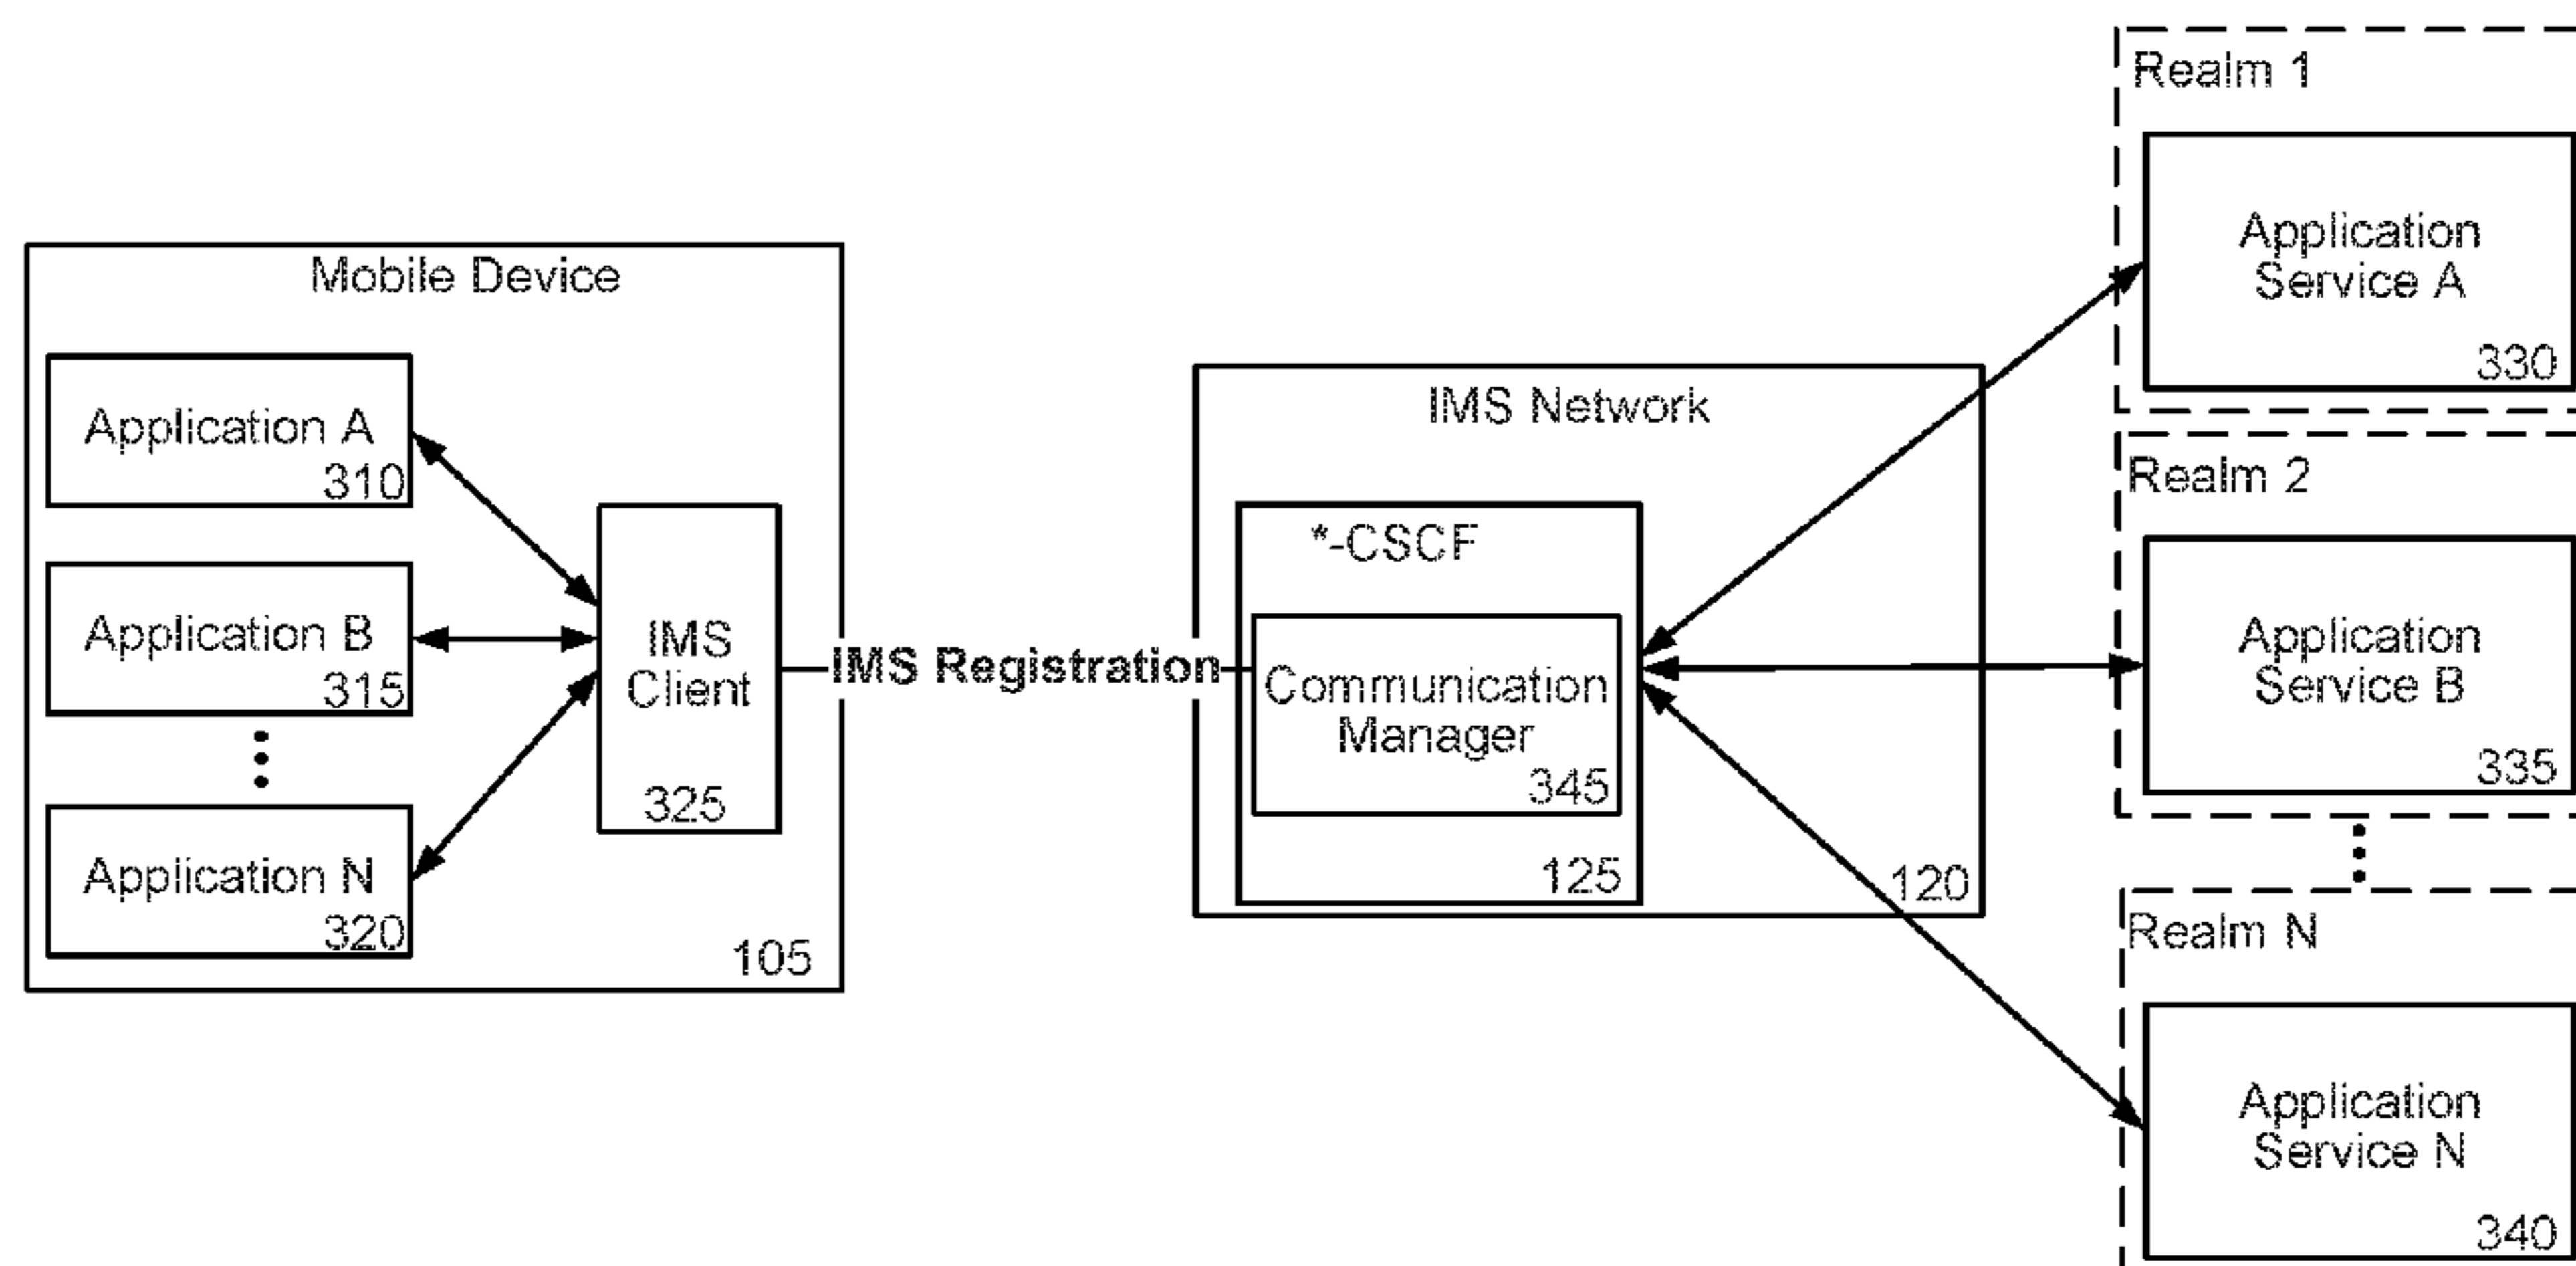 Mobile Device
Application A
310
Application B
315
Application N
320
IMS
Client
325
105
IMS Registration
IMS Network
*-CSCF
Communication
Manager
345
125
120
Realm 1
Application
Service A
330
Realm 2
Application
Service B
335
Realm N
Application
Service N
340